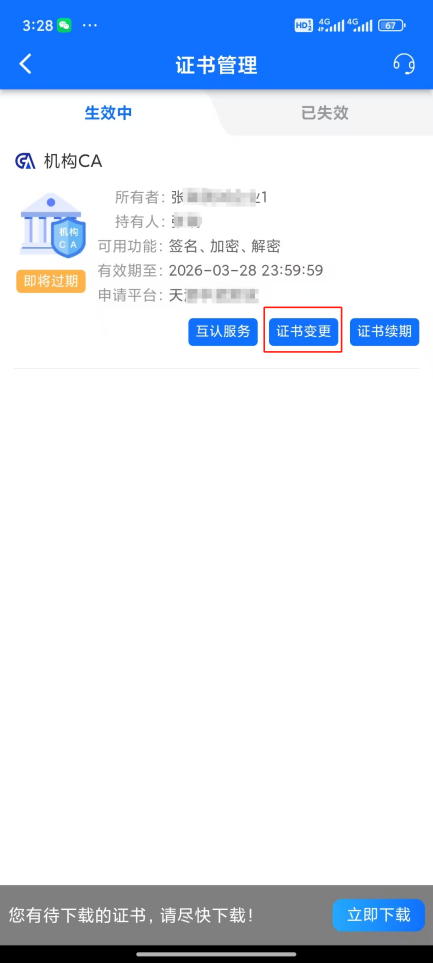 3:28 ...
HD 4G 4G 67
证书管理
生效中 已失效
CA 机构CA
所有者: 张 1
持有人:
机构
CA
可用功能: 签名、加密、解密
即将过期
有效期至: 2026-03-28 23:59:59
申请平台: 天
互认服务 证书变更 证书续期
您有待下载的证书, 请尽快下载! 立即下载